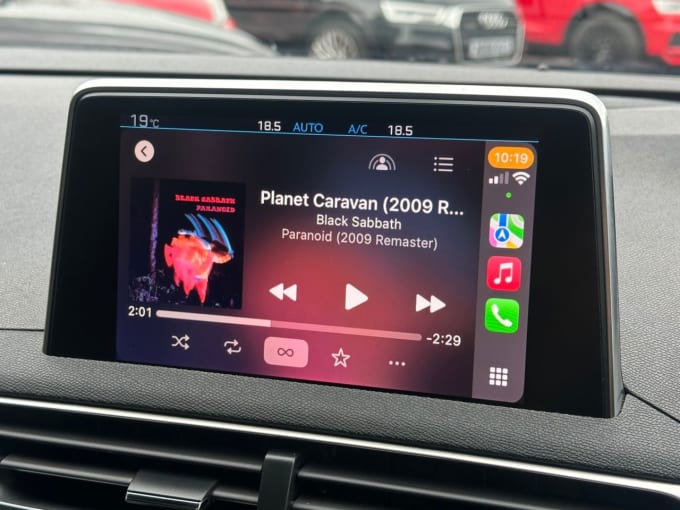 19°C
18.5 AUTO A/C 18.5
10:19
BLACK SABBATH
PARANOID
Planet Caravan (2009 R...
Black Sabbath
Paranoid (2009 Remaster)
2:01
-2:29